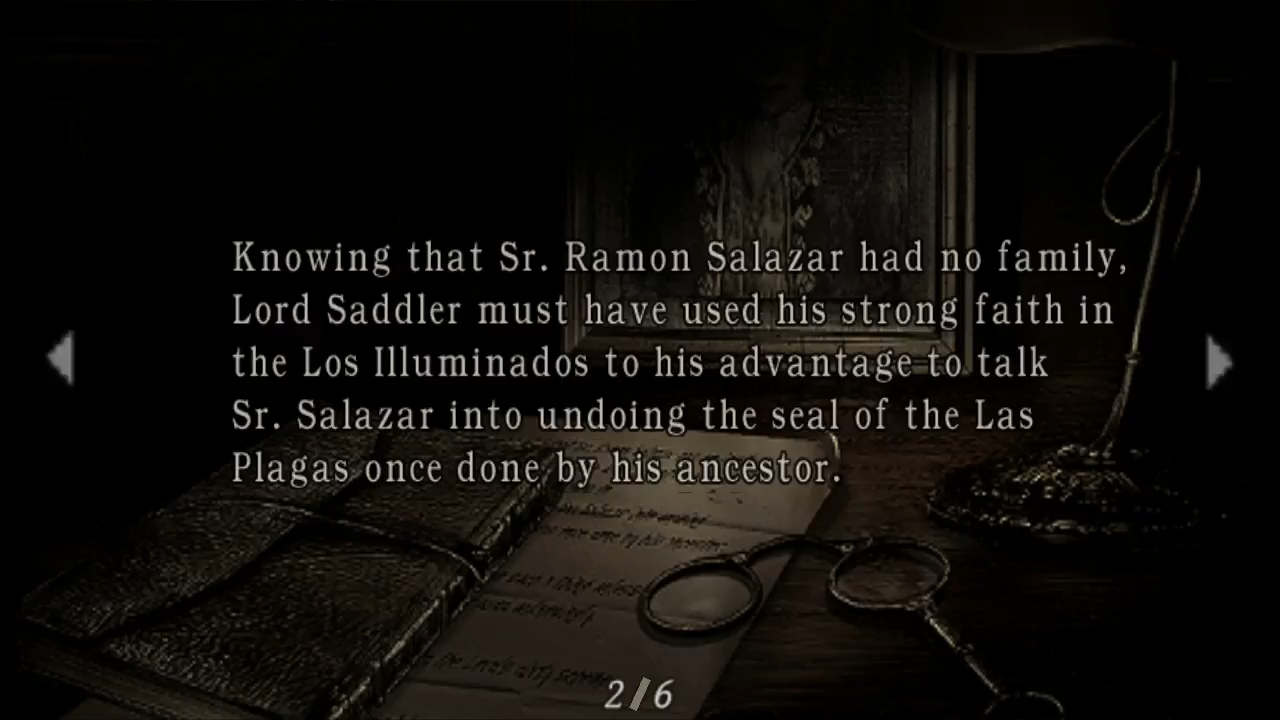 Knowing that Sr. Ramon Salazar had no family,
Lord Saddler must have used his strong faith in
the Los Illuminados to his advantage to talk
Sr. Salazar into undoing the seal of the Las
Plagas once done by his ancestor.
2/6